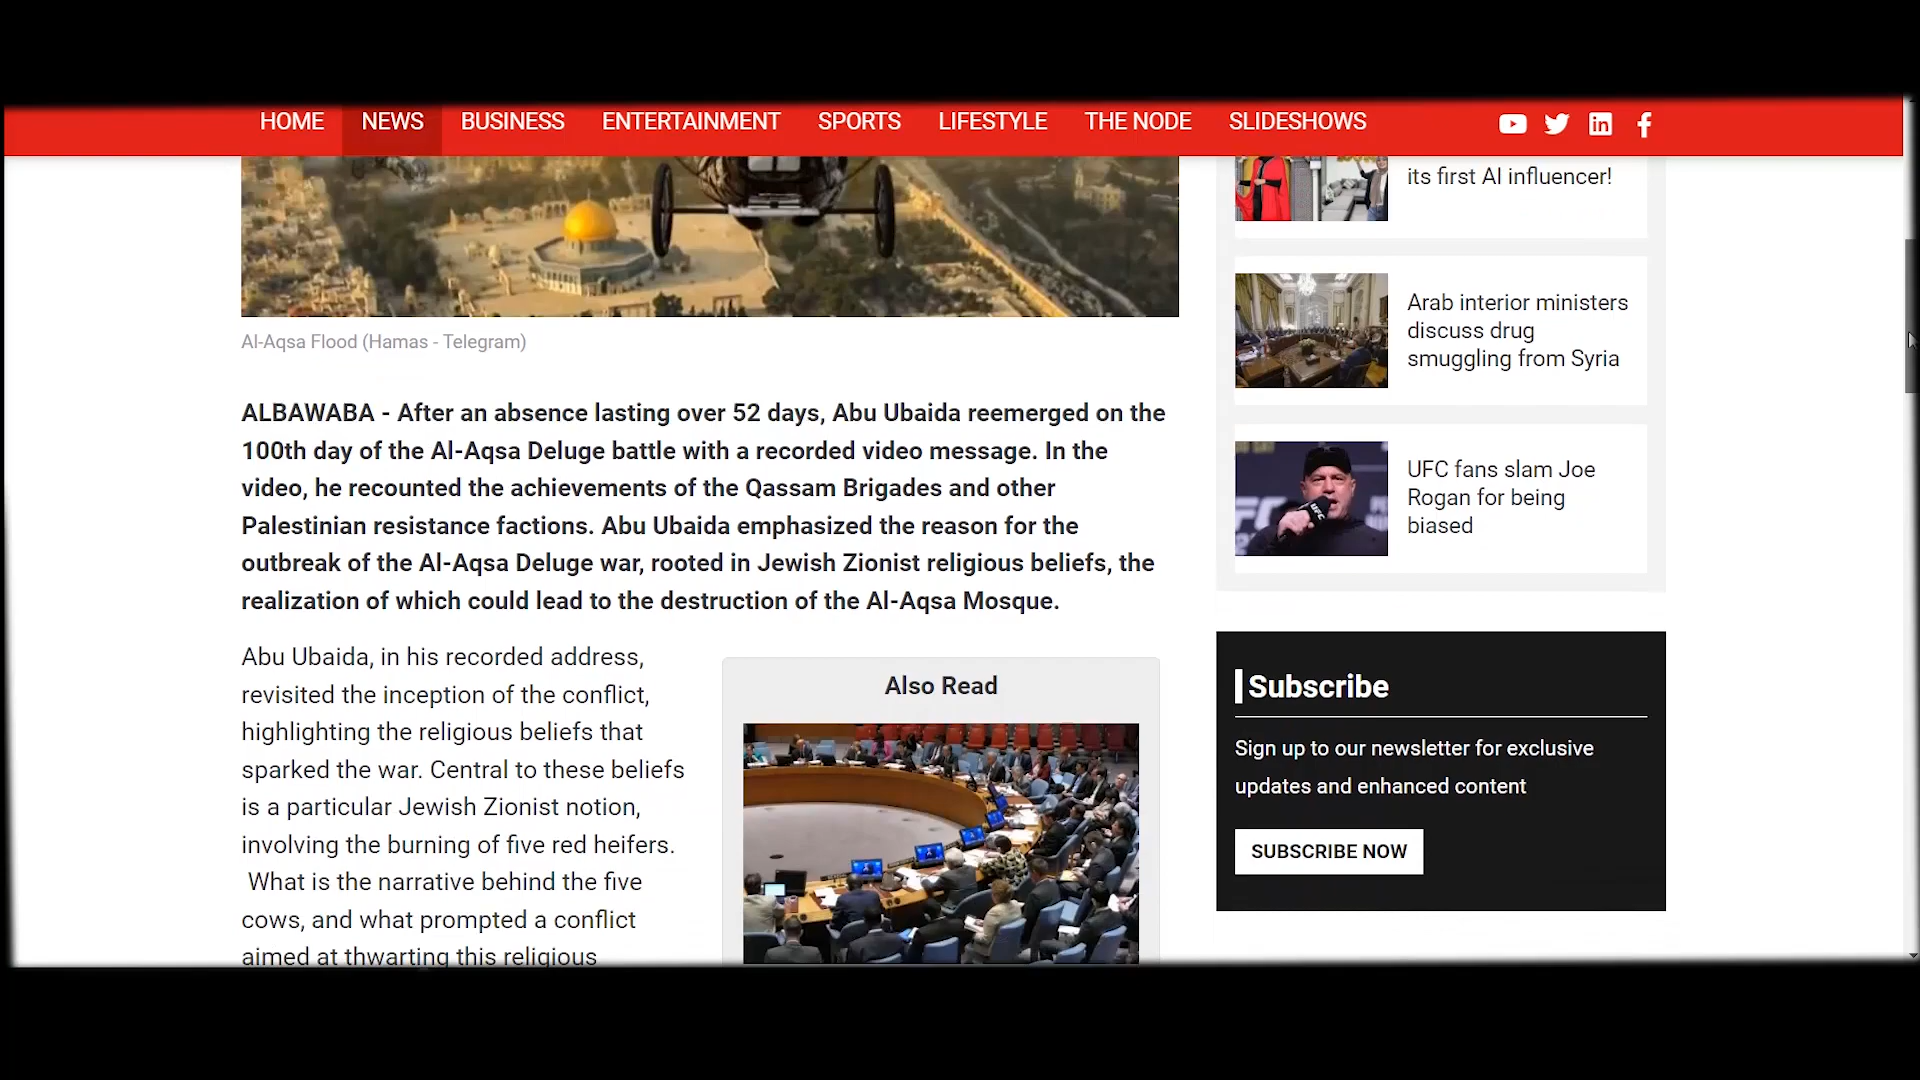 HOME NEWS BUSINESS ENTERTAINMENT SPORTS LIFESTYLE THE NODE SLIDESHOWS
Al-Aqsa Flood (Hamas - Telegram)
ALBAWABA - After an absence lasting over 52 days, Abu Ubaida reemerged on the
100th day of the Al-Aqsa Deluge battle with a recorded video message. In the
video, he recounted the achievements of the Qassam Brigades and other
Palestinian resistance factions. Abu Ubaida emphasized the reason for the
outbreak of the Al-Aqsa Deluge war, rooted in Jewish Zionist religious beliefs, the
realization of which could lead to the destruction of the Al-Aqsa Mosque.
Abu Ubaida, in his recorded address,
revisited the inception of the conflict,
highlighting the religious beliefs that
sparked the war. Central to these beliefs
is a particular Jewish Zionist notion,
involving the burning of five red heifers.
What is the narrative behind the five
cows, and what prompted a conflict
aimed at thwarting this religious
Also Read
its first AI influencer!
Arab interior ministers
discuss drug
smuggling from Syria
UFC fans slam Joe
Rogan for being
biased
Subscribe
Sign up to our newsletter for exclusive
updates and enhanced content
SUBSCRIBE NOW